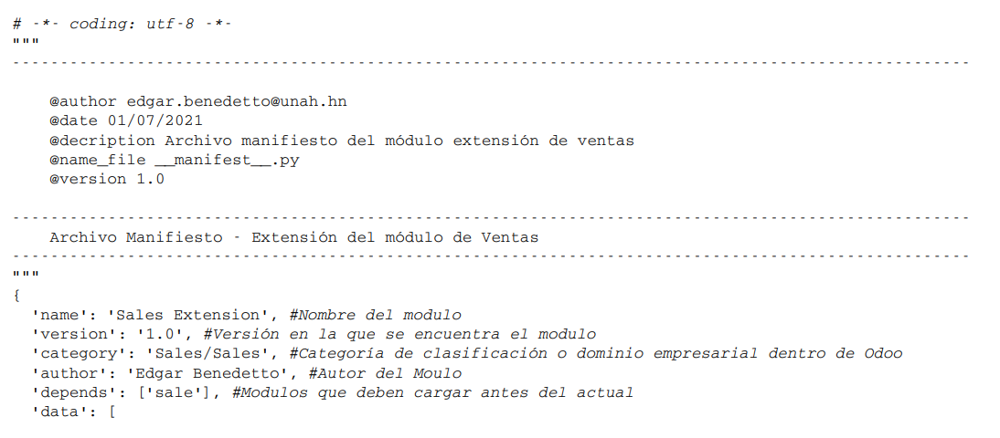 # -*- coding: utf-8 -*-
"""
----------------------------------------------------------------------------------------------------
@author edgar.benedetto@unah.hn
@date 01/07/2021
@decription Archivo manifiesto del módulo extensión de ventas
@name_file __manifest__.py
@version 1.0
----------------------------------------------------------------------------------------------------
Archivo Manifiesto - Extensión del módulo de Ventas
----------------------------------------------------------------------------------------------------
"""
{
'name': 'Sales Extension', #Nombre del modulo
'version': '1.0', #Versión en la que se encuentra el modulo
'category': 'Sales/Sales', #Categoría de clasificación o dominio empresarial dentro de Odoo
'author': 'Edgar Benedetto', #Autor del Moulo
'depends': ['sale'], #Modulos que deben cargar antes del actual
'data': [